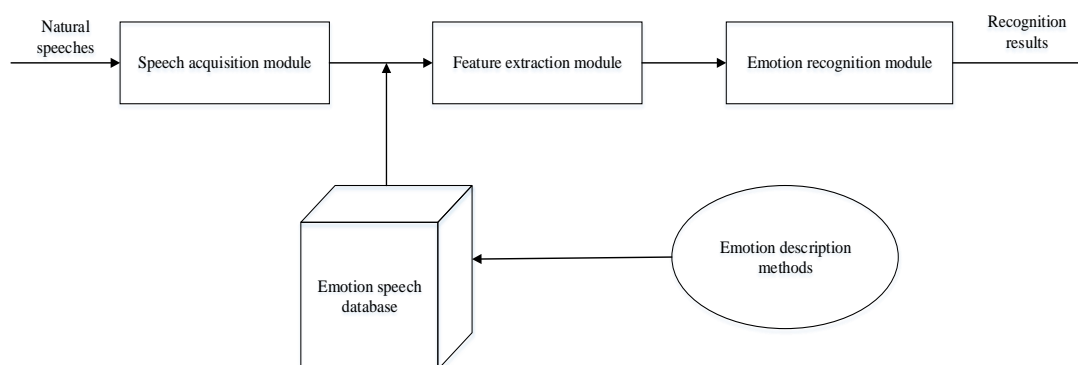 Natural
speeches
Speech acquisition module
Feature extraction module
Emotion recognition module
Recognition
results
Emotion speech
database
Emotion description
methods